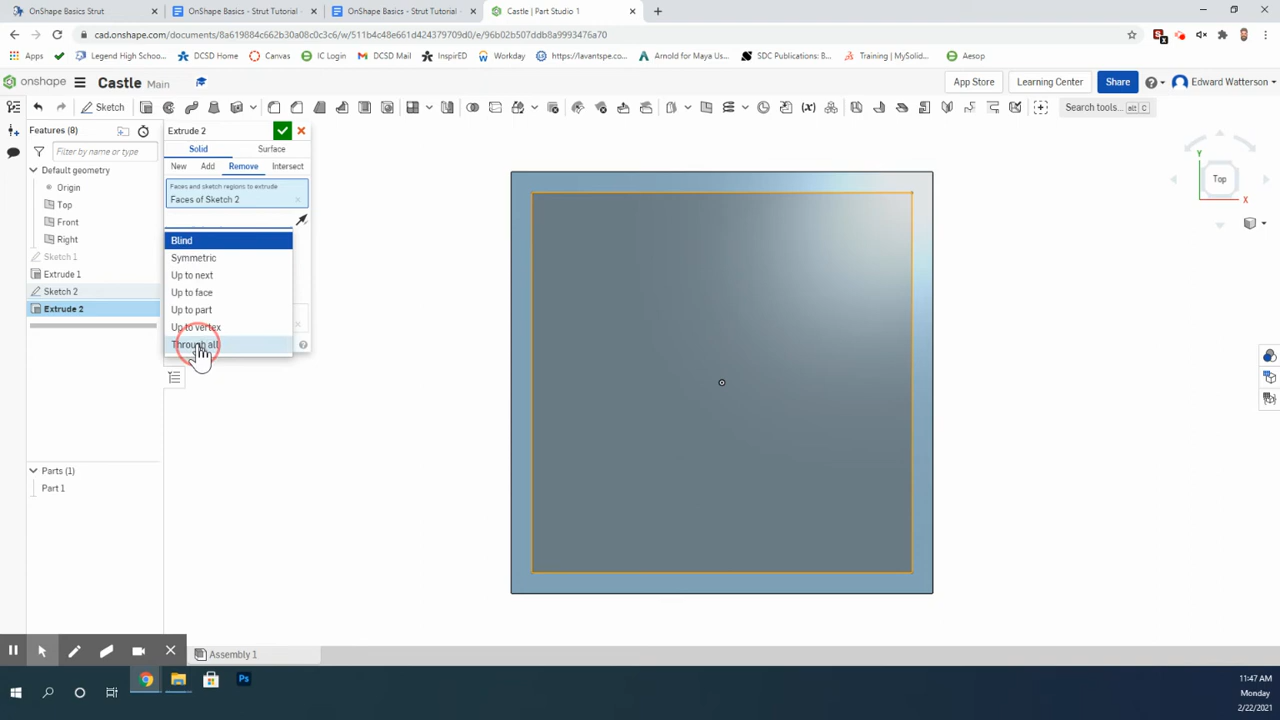 OnShape Basics Strut
OnShape Basics - Strut Tutorial -
OnShape Basics - Strut Tutorial -
Castle | Part Studio 1
cad.onshape.com/documents/8a619884c662b30a08c0c3c6/w/511b4c48e661d424379709d0/e/96b02b507ddb8a9993476a70
Apps
Legend High School...
DCSD Home
Canvas
IC Login
DCSD Mail
InspirED
Workday
https://lavantspe.com...
Arnold for Maya Us...
SDC Publications: B...
Training | MySolid...
Aesop
onshape
Castle Main
App Store
Learning Center
Share
Edward Watterson
Sketch
Search tools...
alt C
Features (8)
Filter by name or type
Default geometry
Origin
Top
Front
Right
Sketch 1
Extrude 1
Sketch 2
Extrude 2
Extrude 2
Solid
Surface
New
Add
Remove
Intersect
Faces and sketch regions to extrude
Faces of Sketch 2
Blind
Symmetric
Up to next
Up to face
Up to part
Up to vertex
Through all
Y
Top
X
Parts (1)
Part 1
Assembly 1
Ps
11:47 AM
Monday
2/22/2021